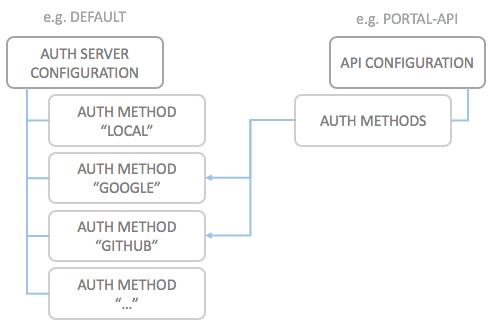 e.g. DEFAULT
AUTH SERVER
CONFIGURATION
AUTH METHOD
“LOCAL”
AUTH METHOD
“GOOGLE”
AUTH METHOD
“GITHUB”
AUTH METHOD
“...”
e.g. PORTAL-API
API CONFIGURATION
AUTH METHODS